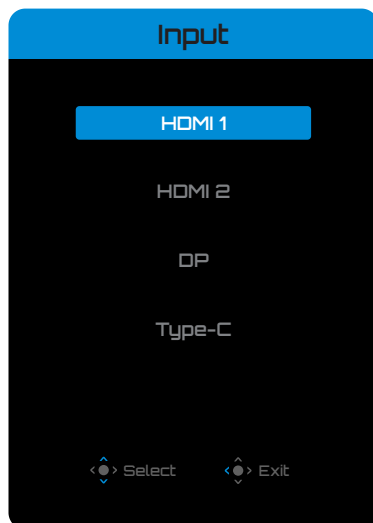 Input
HDMI 1
HDMI 2
DP
Type-C
Select Exit